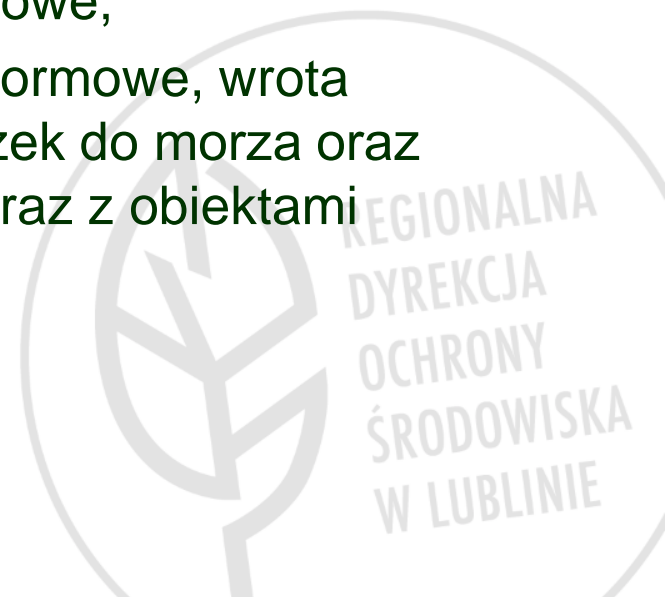 owe,
ormowe, wrota
zek do morza oraz
raz z obiektami
REGIONALNA
DYREKCJA
OCHRONY
ŚRODOWISKA
W LUBLINIE